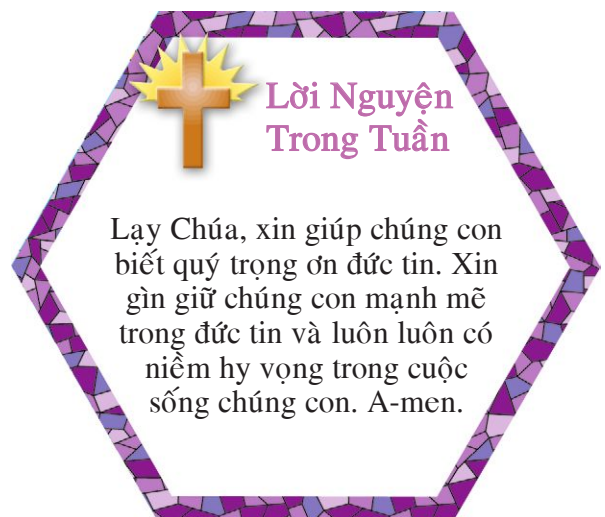 Lời Nguyện
Trong Tuần
Lạy Chúa, xin giúp chúng con
biết quý trọng ơn đức tin. Xin
gìn giữ chúng con mạnh mẽ
trong đức tin và luôn luôn có
niềm hy vọng trong cuộc
sống chúng con. A-men.